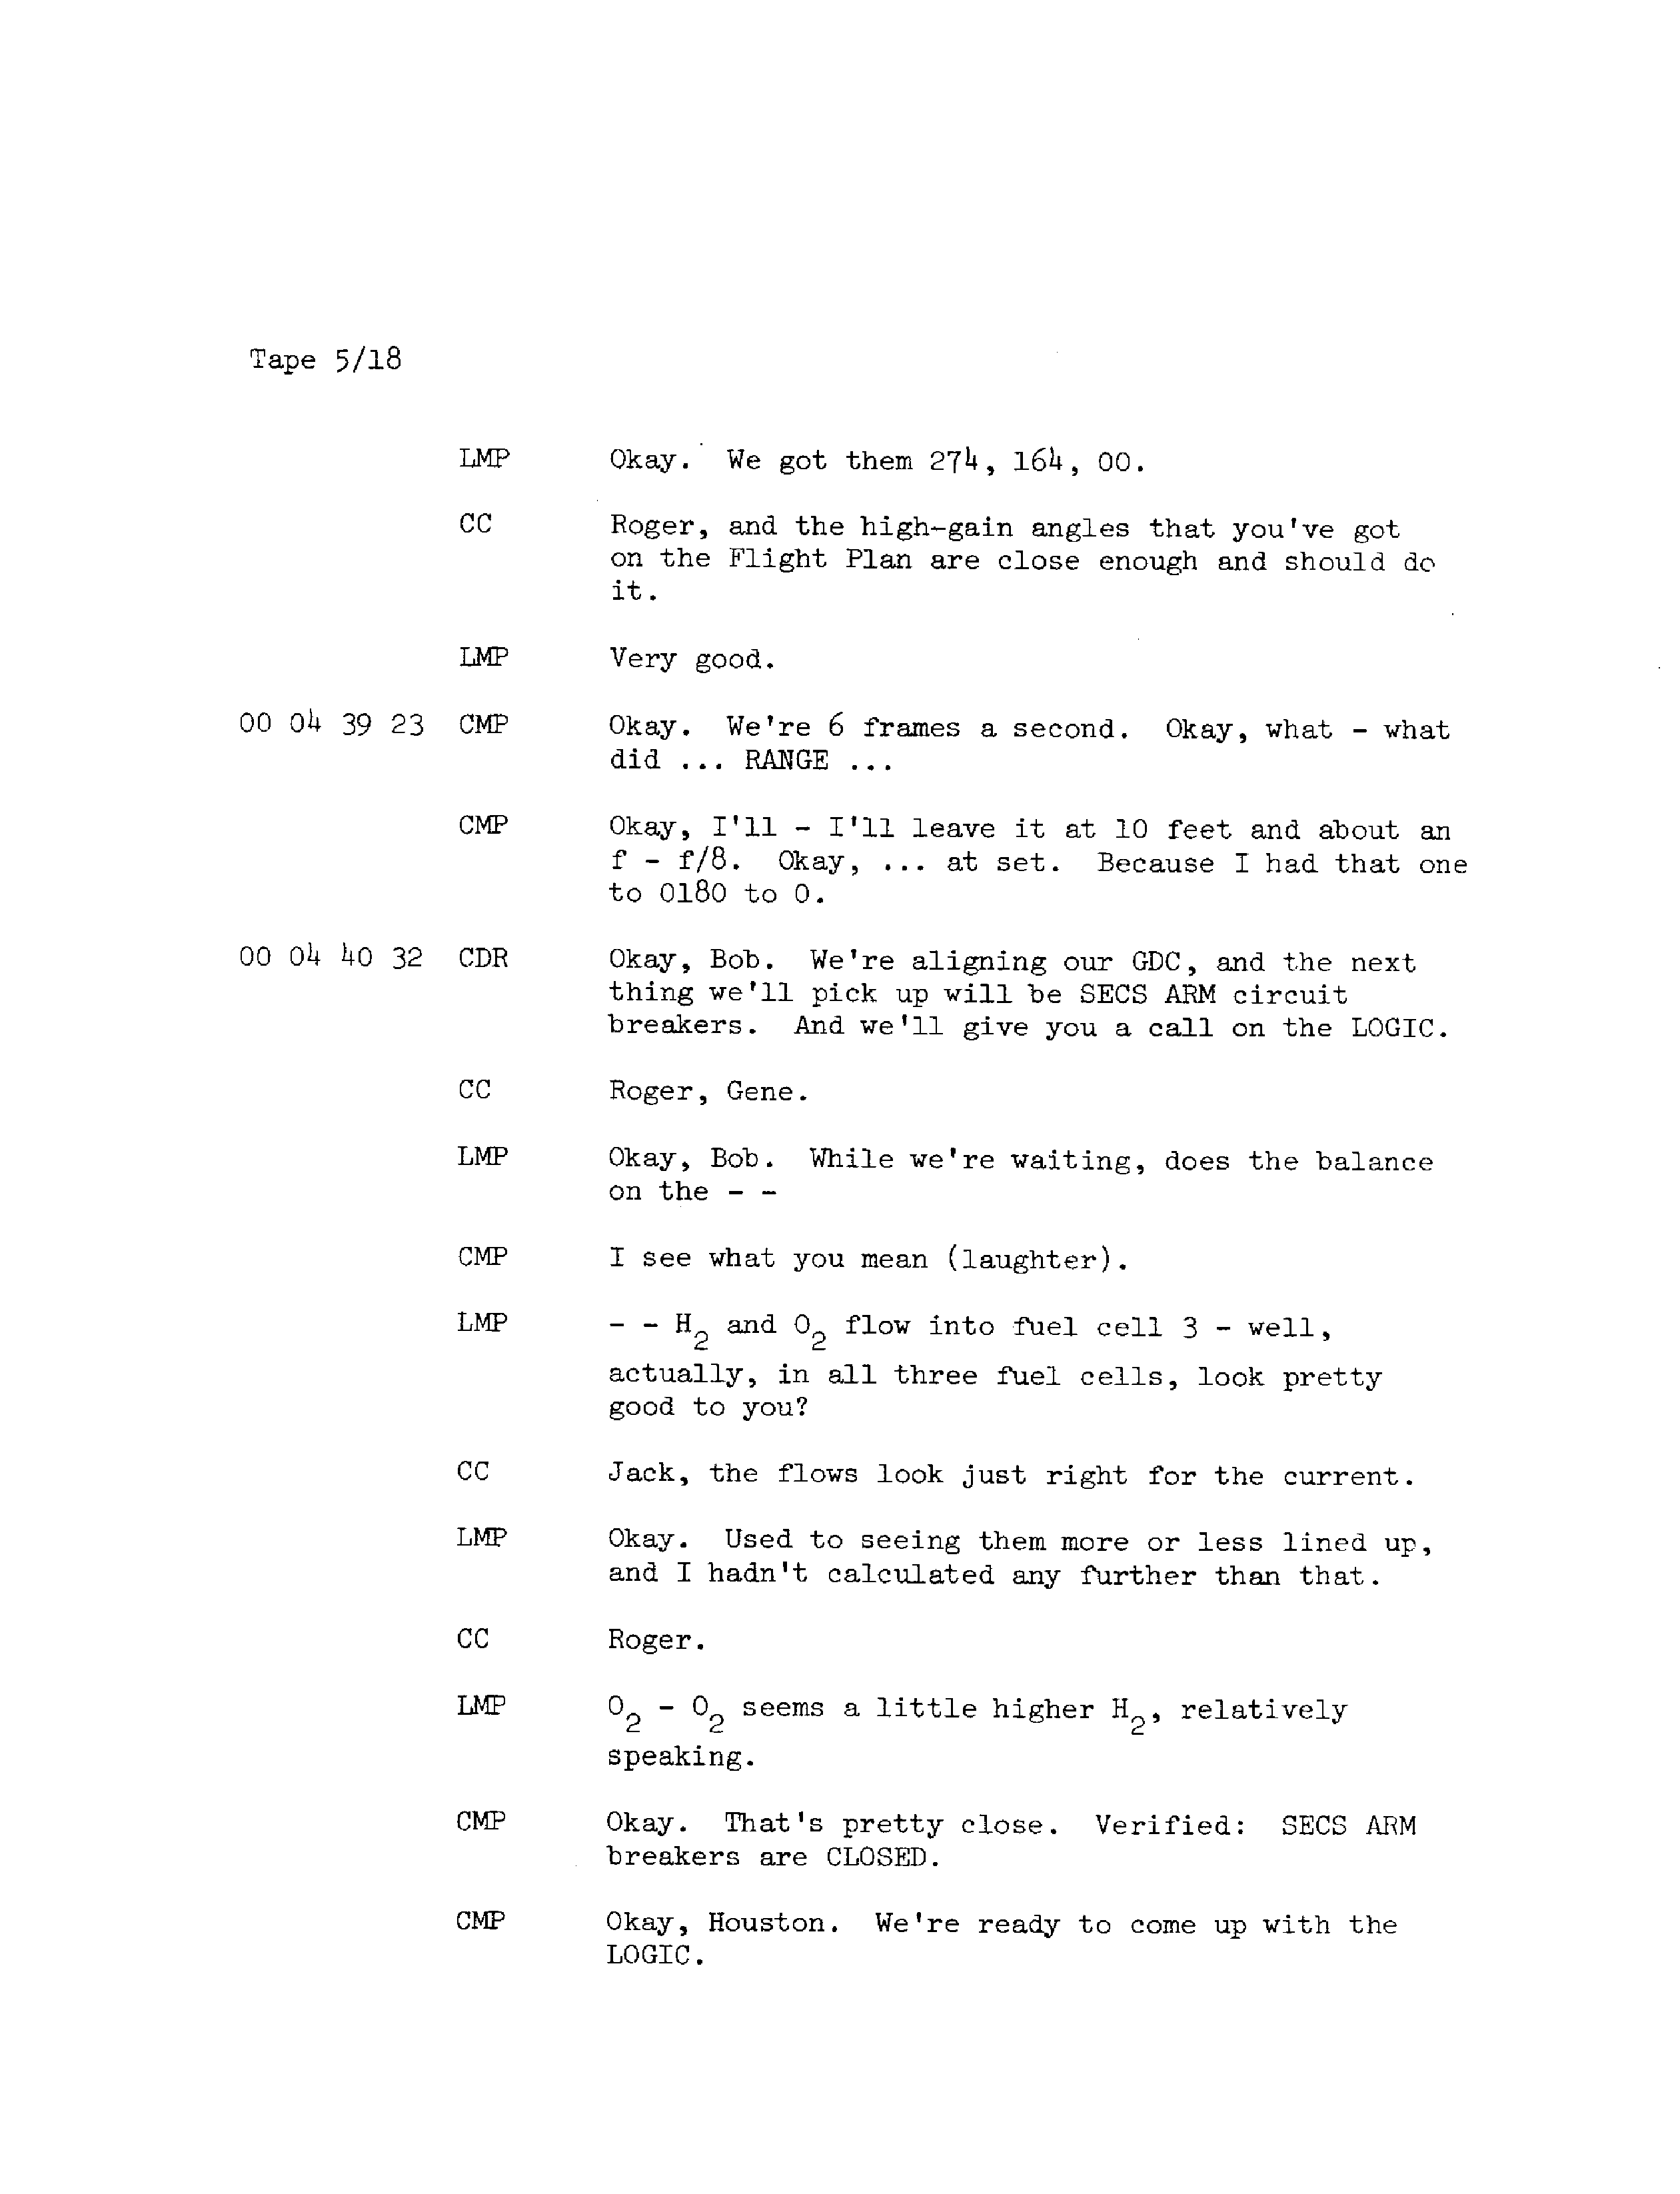 Tape 5/18
LMP Okay. We got them 274, 164, 00.
CC Roger, and the high-gain angles that you've got
on the Flight Plan are close enough and should do
it.
LMP Very good.
00 04 39 23 CMP Okay. We're 6 frames a second. Okay, what - what
did ... RANGE ...
CMP Okay, I'll - I'll leave it at 10 feet and about an
f - f/8. Okay, ... at set. Because I had that one
to 0180 to 0.
00 04 40 32 CDR Okay, Bob. We're aligning our GDC, and the next
thing we'll pick up will be SECS ARM circuit
breakers. And we'll give you a call on the LOGIC.
CC Roger, Gene.
LMP Okay, Bob. While we're waiting, does the balance
on the - -
CMP I see what you mean (laughter).
LMP - - H₂ and O₂ flow into fuel cell 3 - well,
actually, in all three fuel cells, look pretty
good to you?
CC Jack, the flows look just right for the current.
LMP Okay. Used to seeing them more or less lined up,
and I hadn't calculated any further than that.
CC Roger.
LMP O₂ - O₂ seems a little higher H₂, relatively
speaking.
CMP Okay. That's pretty close. Verified: SECS ARM
breakers are CLOSED.
CMP Okay, Houston. We're ready to come up with the
LOGIC.